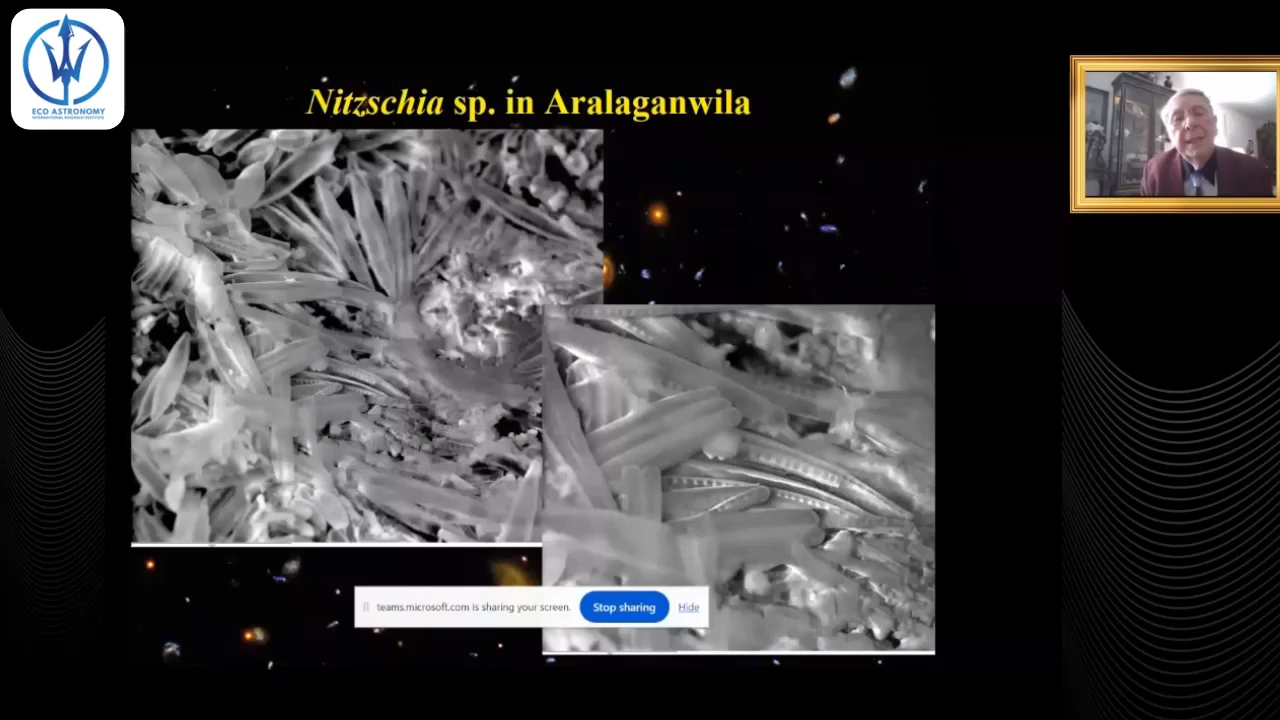 ECO ASTRONOMY
INTERNATIONAL RESEARCH INSTITUTE
Nitzschia sp. in Aralaganwila
teams.microsoft.com is sharing your screen.
Stop sharing
Hide